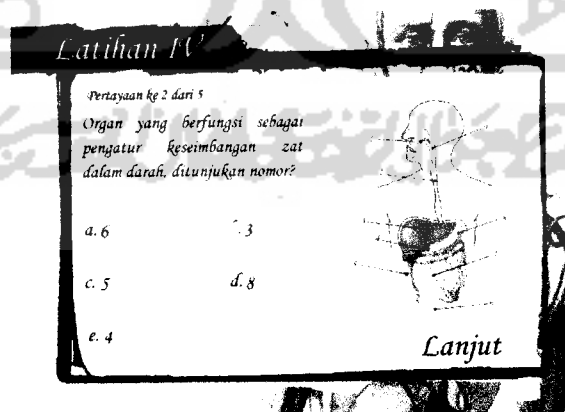 Latihan IV
Pertayaan ke 2 dari 5
Organ yang berfungsi sebagai
pengatur keseimbangan zat
dalam darah, ditunjukan nomor?
a. 6
3
c. 5
d. 8
e. 4
Lanjut